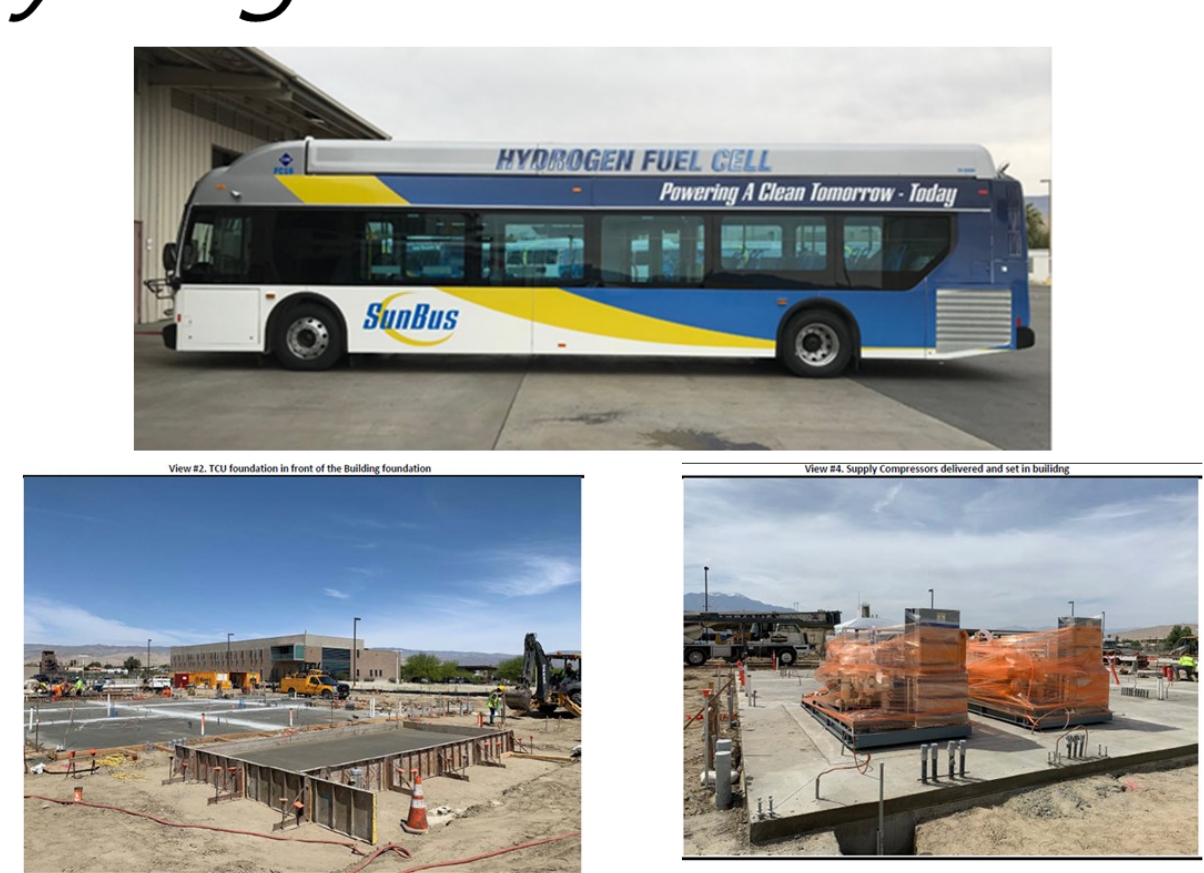 HYDROGEN FUEL CELL
Powering A Clean Tomorrow - Today
SunBus
View #2. TCU foundation in front of the Building foundation
View #4. Supply Compressors delivered and set in builidng